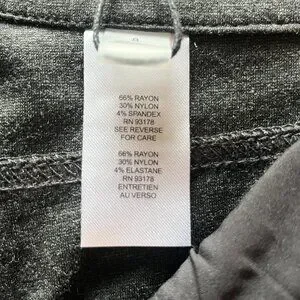 66% RAYON
30% NYLON
4% SPANDEX
RN 93178
SEE REVERSE
FOR CARE
66% RAYON
30% NYLON
4% ELASTANE
RN 93178
ENTRETIEN
AU VERSO